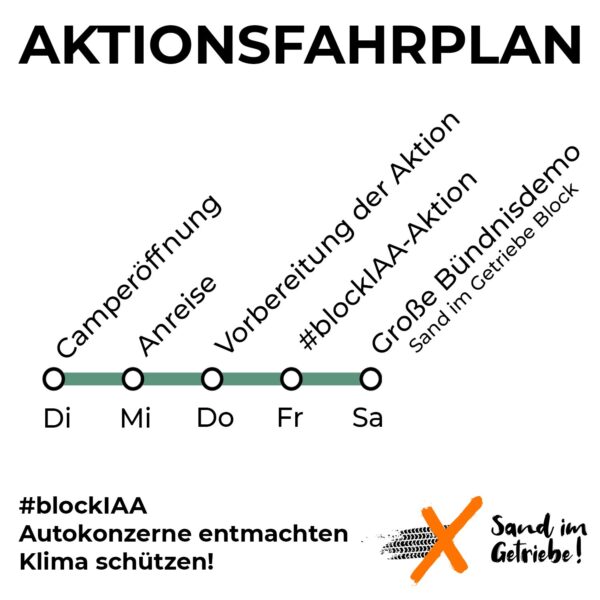 AKTIONSFAHRPLAN
Camperöffnung
Anreise
Vorbereitung der Aktion
#blockIAA-Aktion
Große Bündnisdemo
Sand im Getriebe Block
Di
Mi
Do
Fr
Sa
#blockIAA
Autokonzerne entmachten
Klima schützen!
Sand im
Getriebe!